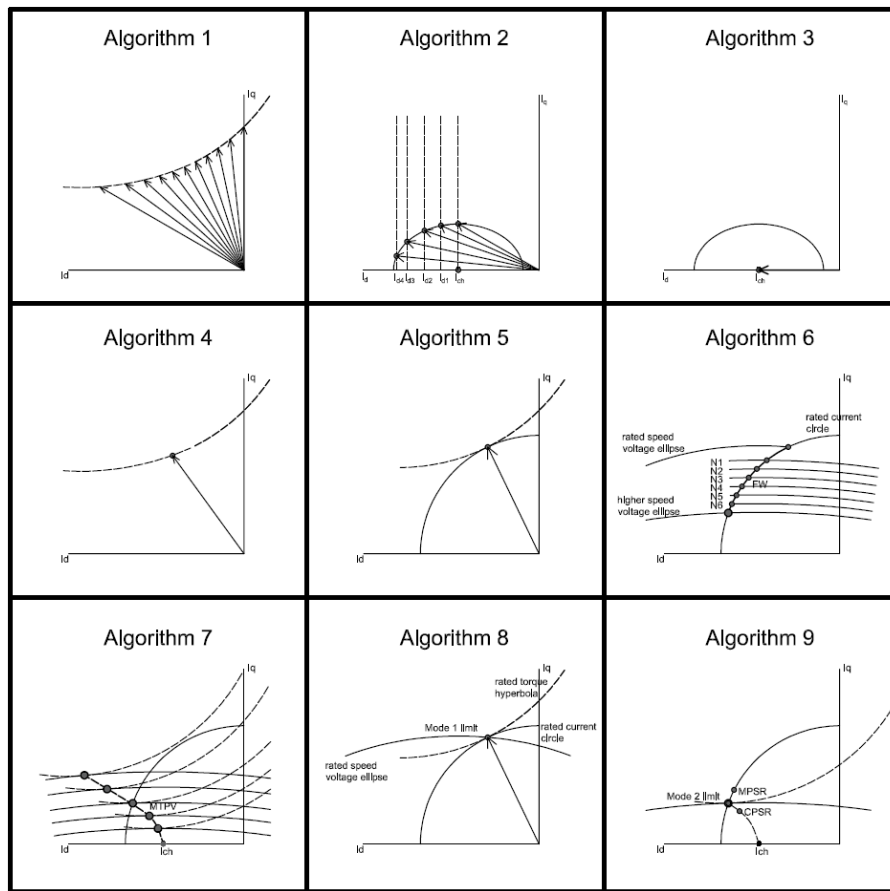 Algorithm 1
Iq
Id
Algorithm 2
Iq
Id
Id4
Id3
Id2
Id1
Ich
Algorithm 3
Iq
Id
Ich
Algorithm 4
Iq
Id
Algorithm 5
Iq
Id
Algorithm 6
Iq
rated current
circle
rated speed
voltage elllpse
N1
N2
N3
N4
N5
N6
FW
higher speed
voltage elllpse
Id
Algorithm 7
Iq
MTPV
Id
Ich
Algorithm 8
Iq
rated torque
hyperbola
Mode 1 limit
rated current
circle
rated speed
voltage elllpse
Id
Algorithm 9
Iq
MPSR
Mode 2 limit
CPSR
Id
Ich